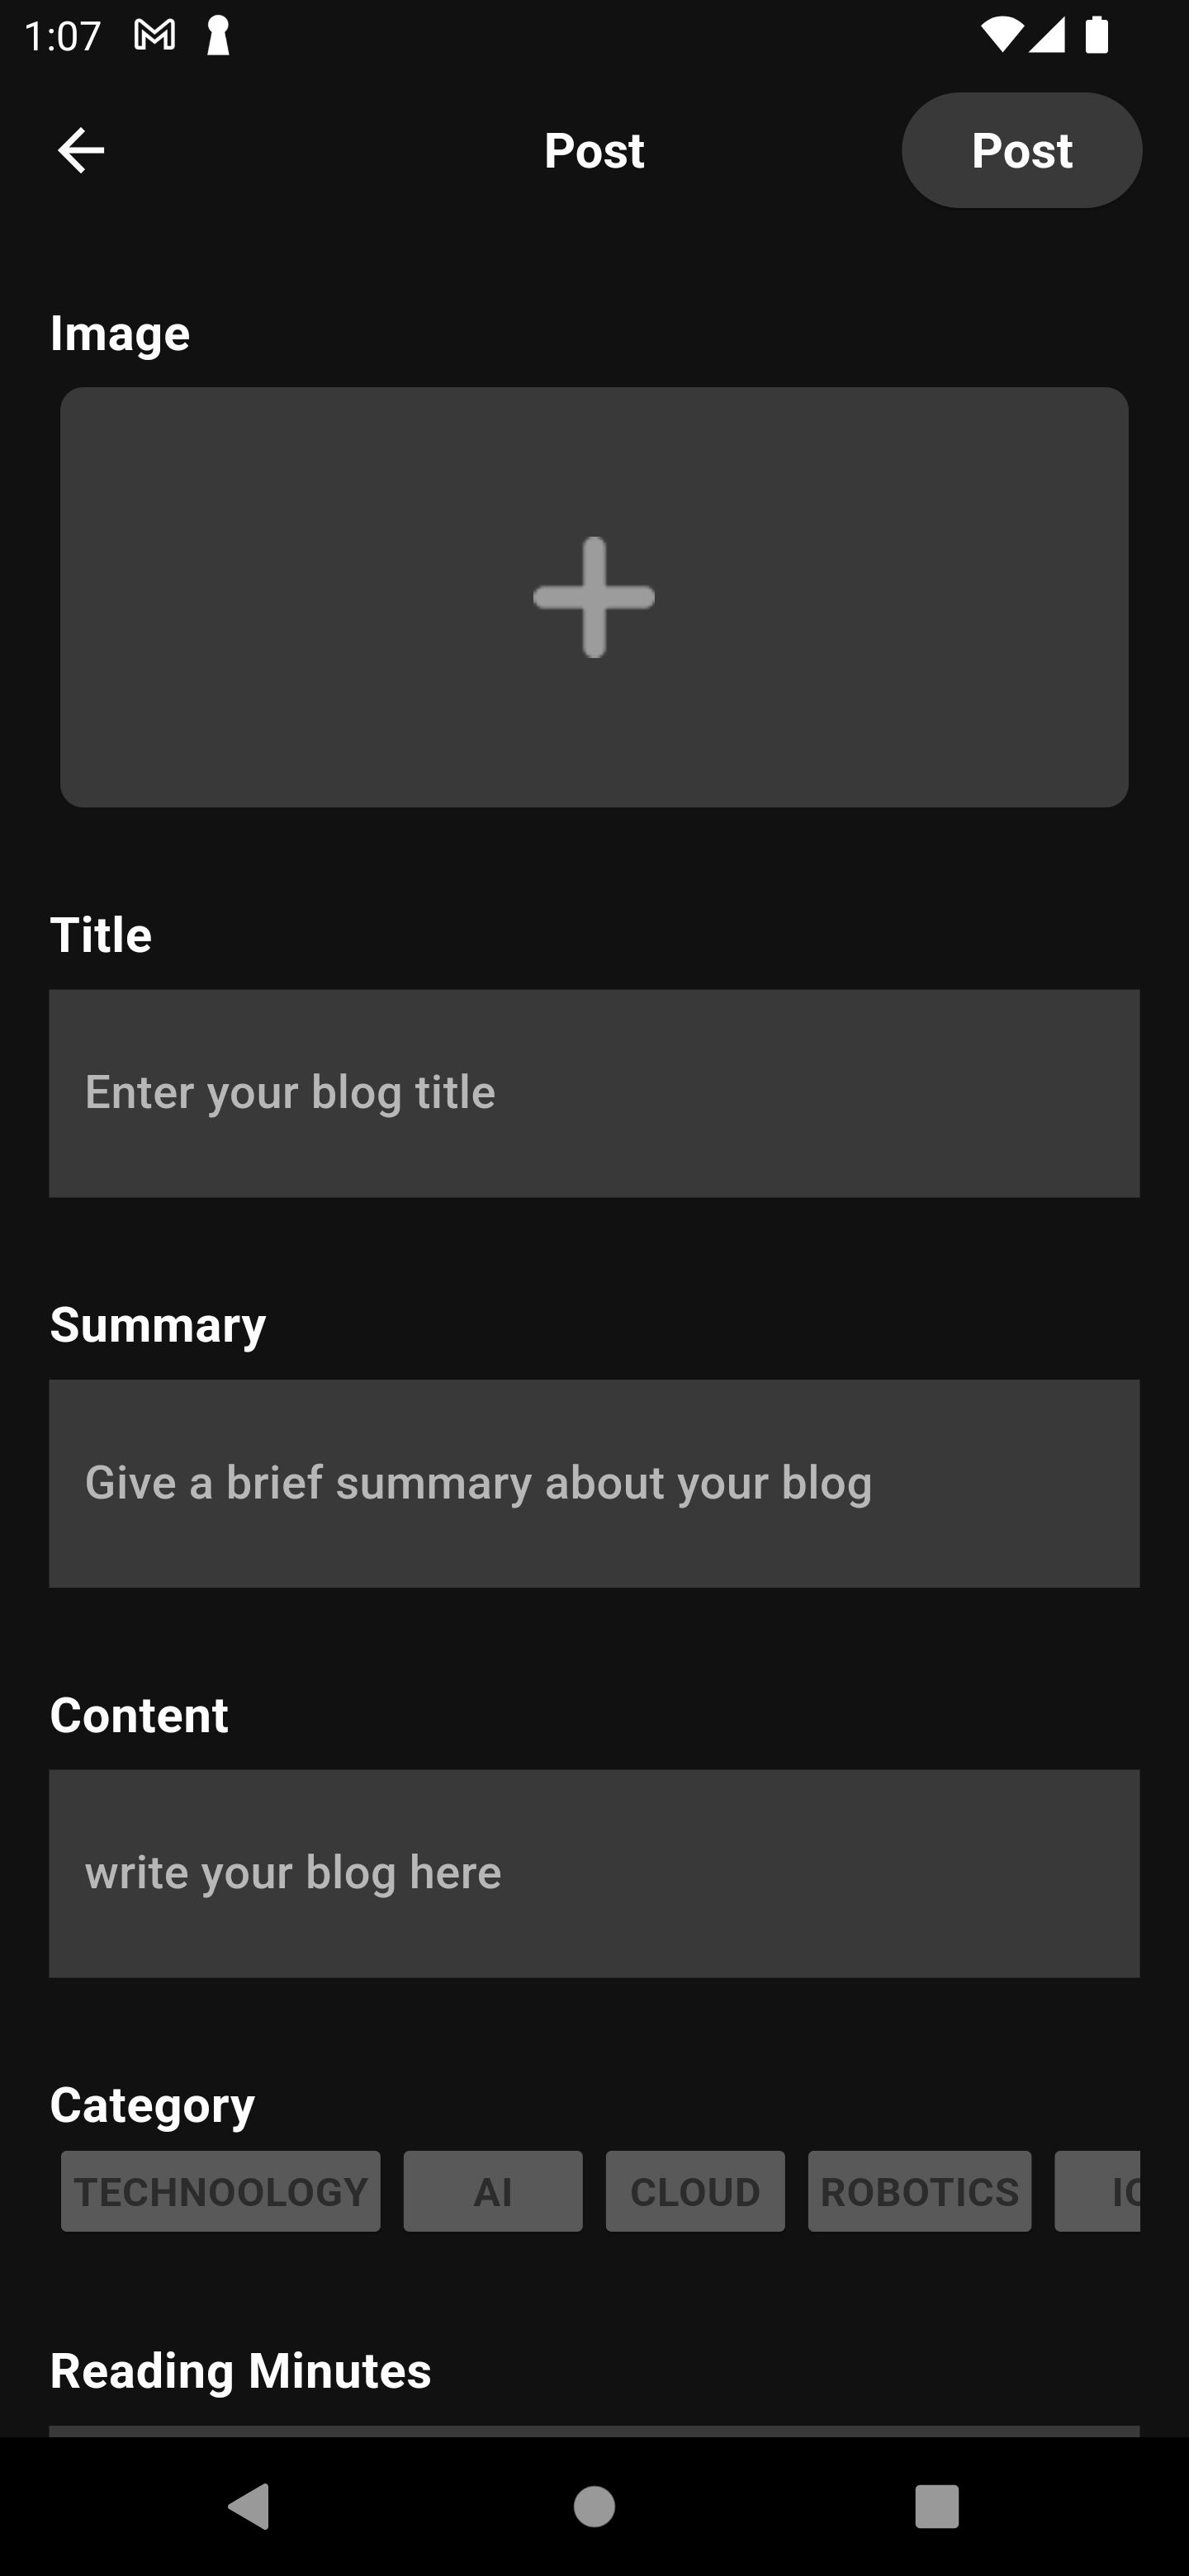 1:07
Post
Post
Image
Title
Enter your blog title
Summary
Give a brief summary about your blog
Content
write your blog here
Category
TECHNOOLOGY AI CLOUD ROBOTICS
Reading Minutes